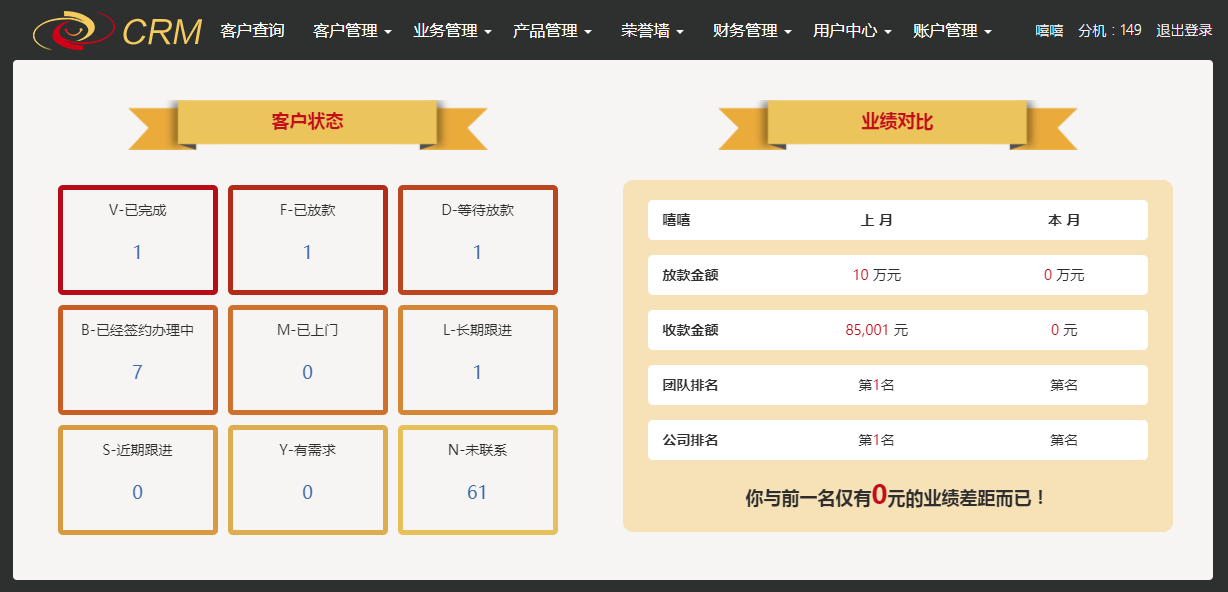 CRM 客户查询 客户管理 业务管理 产品管理 荣誉墙 财务管理 用户中心 账户管理 嘻嘻 分机 : 149 退出登录
客户状态
V-已完成 F-已放款 D-等待放款
1 1 1
B-已经签约办理中 M-已上门 L-长期跟进
7 0 1
S-近期跟进 Y-有需求 N-未联系
0 0 61
业绩对比
嘻嘻 上 月 本 月
放款金额 10 万元 0 万元
收款金额 85,001 元 0 元
团队排名 第1名 第名
公司排名 第1名 第名
你与前一名仅有0元的业绩差距而已！